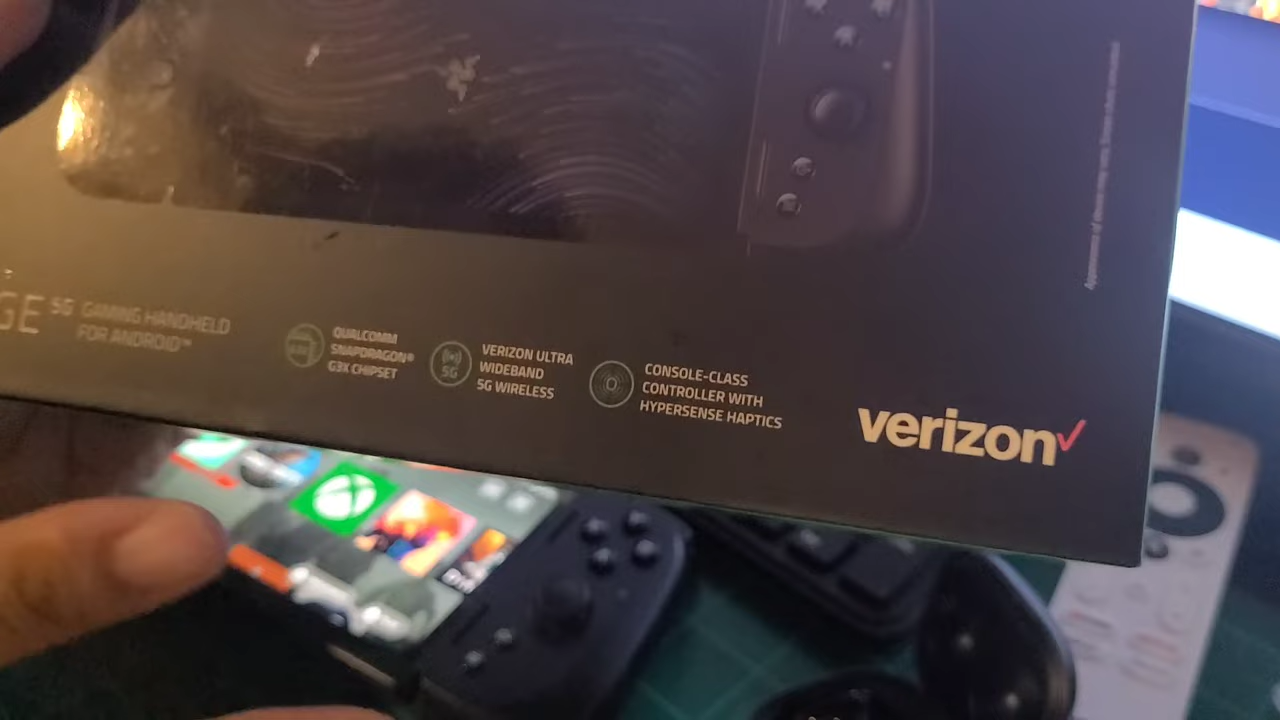 GE 5G GAMING HANDHELD
FOR ANDROID™
QUALCOMM
SNAPDRAGON®
G3X CHIPSET
5G
VERIZON ULTRA
WIDEBAND
5G WIRELESS
CONSOLE-CLASS
CONTROLLER WITH
HYPERSENSE HAPTICS
verizon